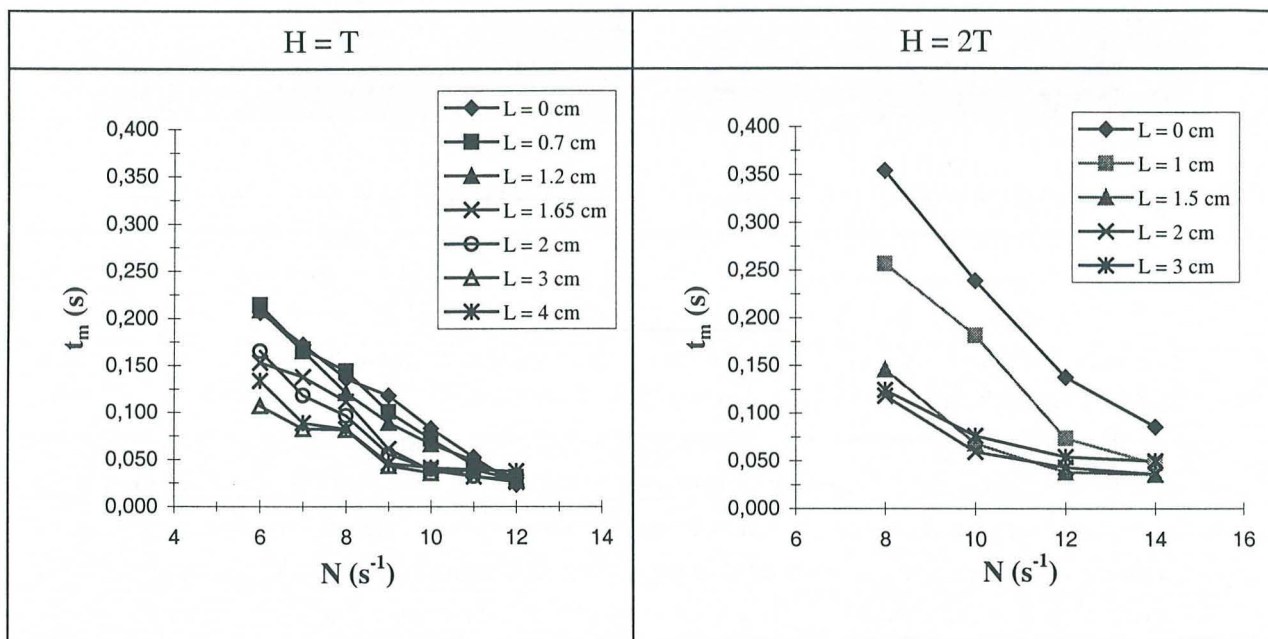 H = T
H = 2T
L = 0 cm
L = 0.7 cm
L = 1.2 cm
L = 1.65 cm
L = 2 cm
L = 3 cm
L = 4 cm
0,400
0,350
0,300
0,250
0,200
0,150
0,100
0,050
0,000
tm (s)
4 6 8 10 12 14
N (s-1)
L = 0 cm
L = 1 cm
L = 1.5 cm
L = 2 cm
L = 3 cm
0,400
0,350
0,300
0,250
0,200
0,150
0,100
0,050
0,000
tm (s)
6 8 10 12 14 16
N (s-1)